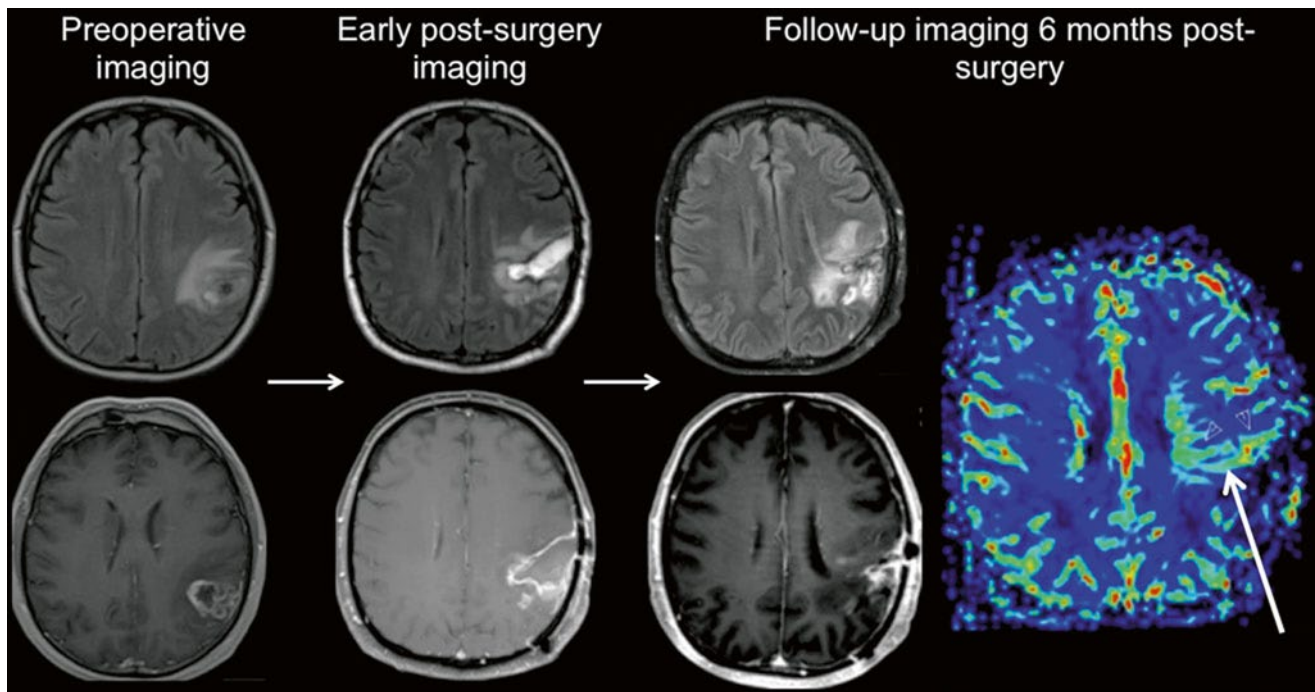 Preoperative
imaging
Early post-surgery
imaging
Follow-up imaging 6 months post-
surgery